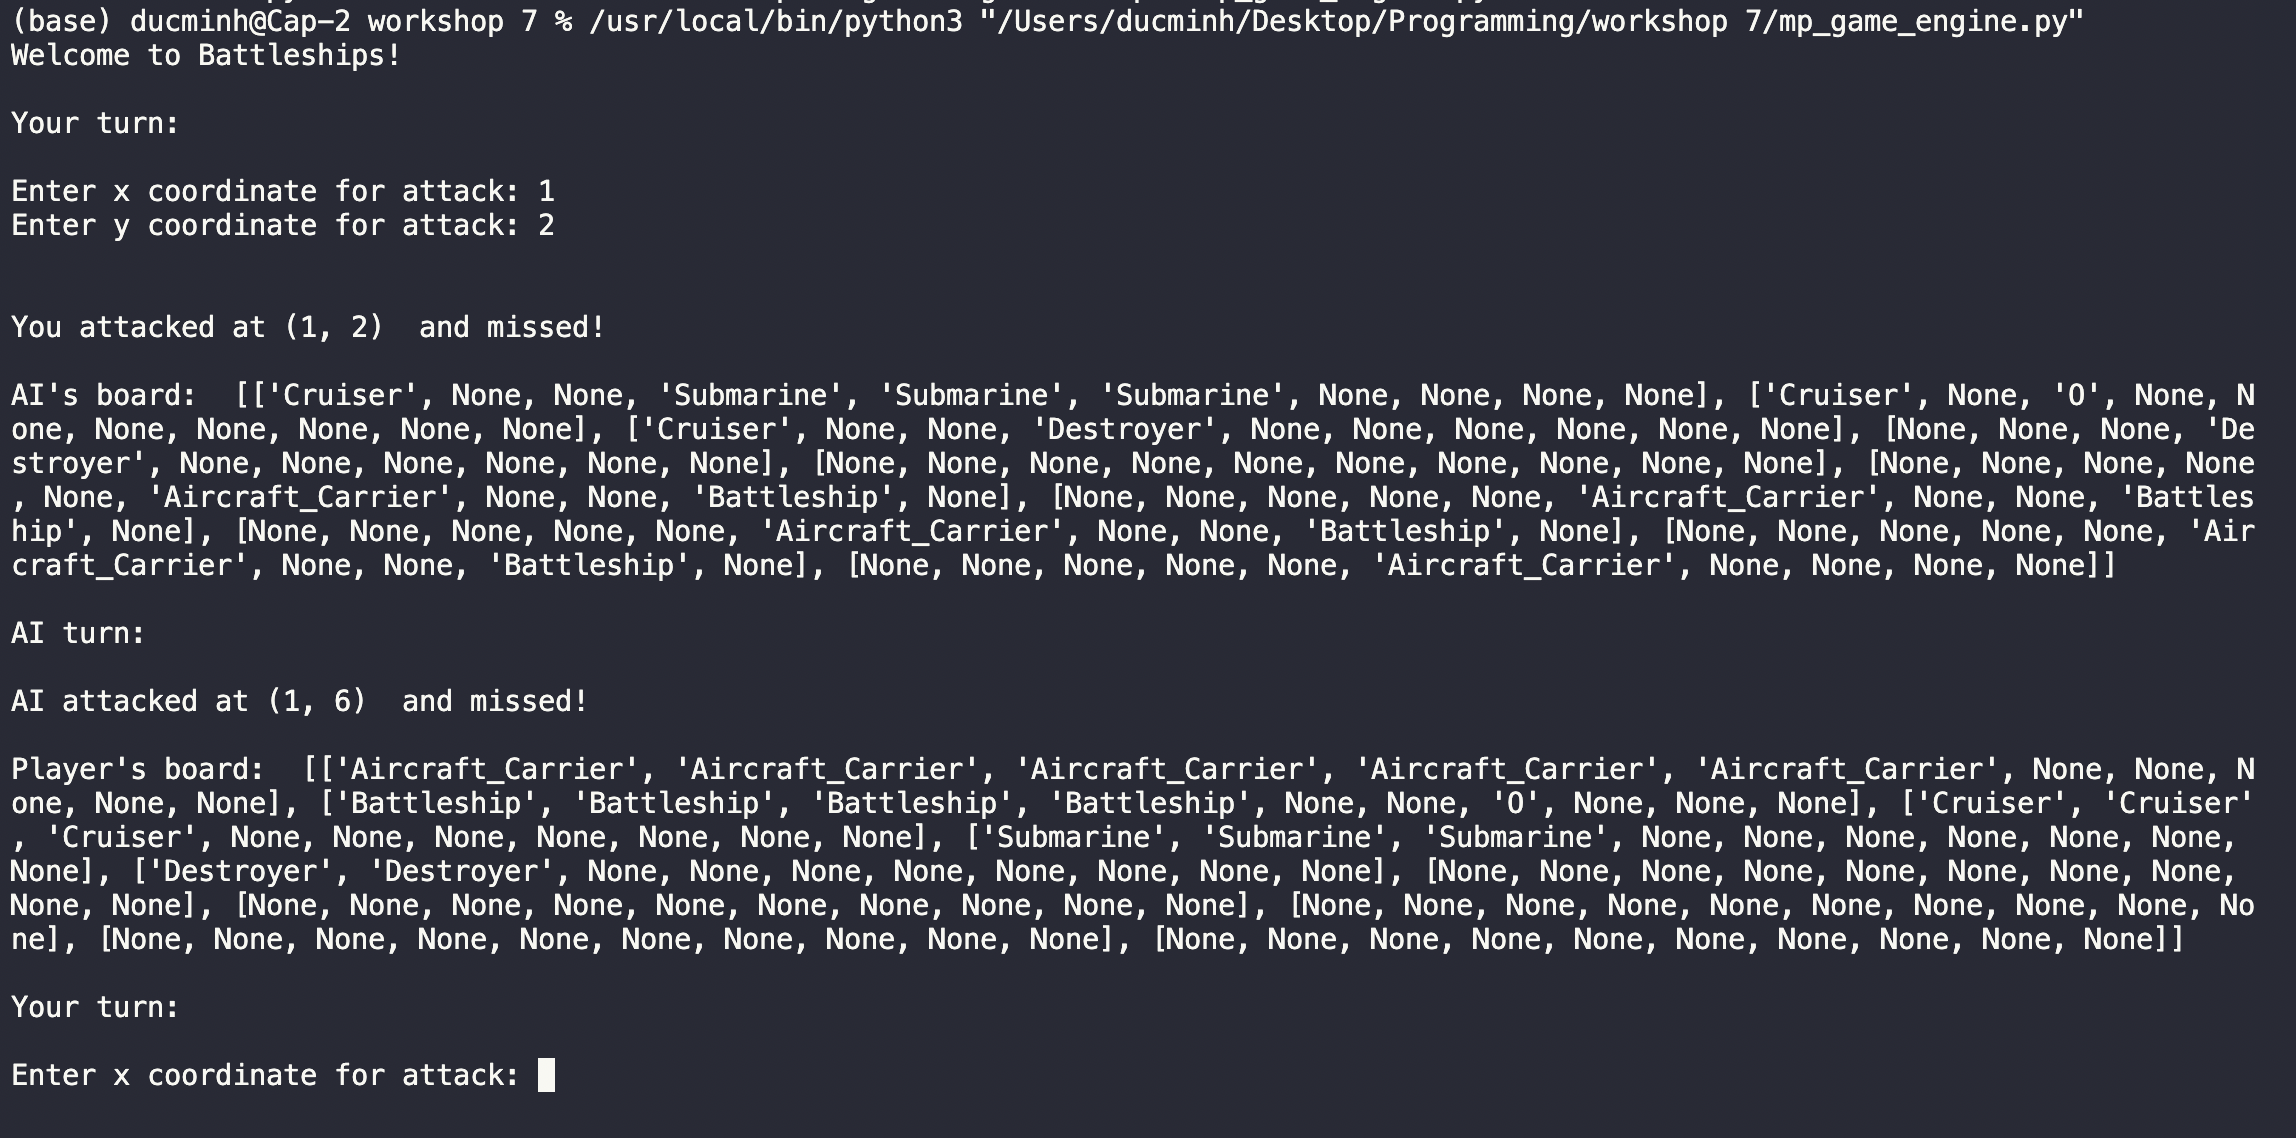 (base) ducminh@Cap-2 workshop 7 % /usr/local/bin/python3 "/Users/ducminh/Desktop/Programming/workshop 7/mp_game_engine.py"
Welcome to Battleships!
Your turn:
Enter x coordinate for attack: 1
Enter y coordinate for attack: 2
You attacked at (1, 2)  and missed!
AI's board:  [['Cruiser', None, None, 'Submarine', 'Submarine', 'Submarine', None, None, None, None], ['Cruiser', None, 'O', None, N
one, None, None, None, None, None], ['Cruiser', None, None, 'Destroyer', None, None, None, None, None, None], [None, None, None, 'De
stroyer', None, None, None, None, None, None], [None, None, None, None, None, None, None, None, None, None], [None, None, None, None
, None, 'Aircraft_Carrier', None, None, 'Battleship', None], [None, None, None, None, None, 'Aircraft_Carrier', None, None, 'Battles
hip', None], [None, None, None, None, None, 'Aircraft_Carrier', None, None, 'Battleship', None], [None, None, None, None, None, 'Air
craft_Carrier', None, None, 'Battleship', None], [None, None, None, None, None, 'Aircraft_Carrier', None, None, None, None]]
AI turn:
AI attacked at (1, 6)  and missed!
Player's board:  [['Aircraft_Carrier', 'Aircraft_Carrier', 'Aircraft_Carrier', 'Aircraft_Carrier', 'Aircraft_Carrier', None, None, N
one, None, None], ['Battleship', 'Battleship', 'Battleship', 'Battleship', None, None, 'O', None, None, None], ['Cruiser', 'Cruiser'
, 'Cruiser', None, None, None, None, None, None, None], ['Submarine', 'Submarine', 'Submarine', None, None, None, None, None, None,
None], ['Destroyer', 'Destroyer', None, None, None, None, None, None, None, None], [None, None, None, None, None, None, None, None,
None, None], [None, None, None, None, None, None, None, None, None, None], [None, None, None, None, None, None, None, None, None, No
ne], [None, None, None, None, None, None, None, None, None, None], [None, None, None, None, None, None, None, None, None, None]]
Your turn:
Enter x coordinate for attack: